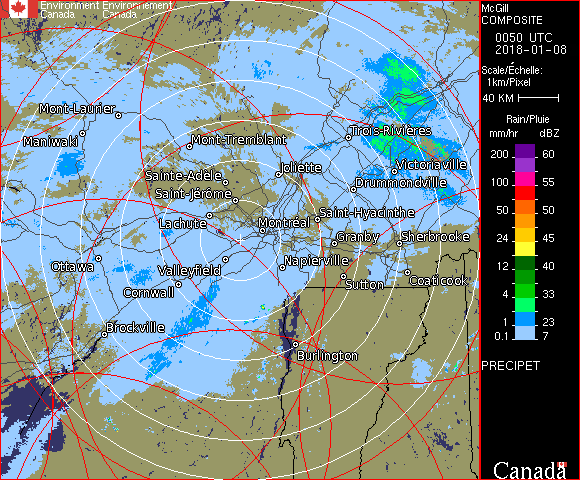 Environment Environnement
Canada Canada
McGill
COMPOSITE
0050 UTC
2018-01-08
Scale/Échelle:
1km/Pixel
40 KM
Rain/Pluie
mm/hr dBZ
200 60
100 55
50 50
24 45
12 40
4 33
1 23
0.1 7
PRECIPET
Canada
Mont-Laurier
Maniwaki
Mont-Tremblant
Trois-Rivières
Joliette
Victoriaville
Sainte-Adèle
Drummondville
Saint-Jérôme
Lachute
Saint-Hyacinthe
Montréal
Granby
Sherbrooke
Ottawa
Valleyfield
Napierville
Cornwall
Sutton
Coaticook
Brockville
Burlington